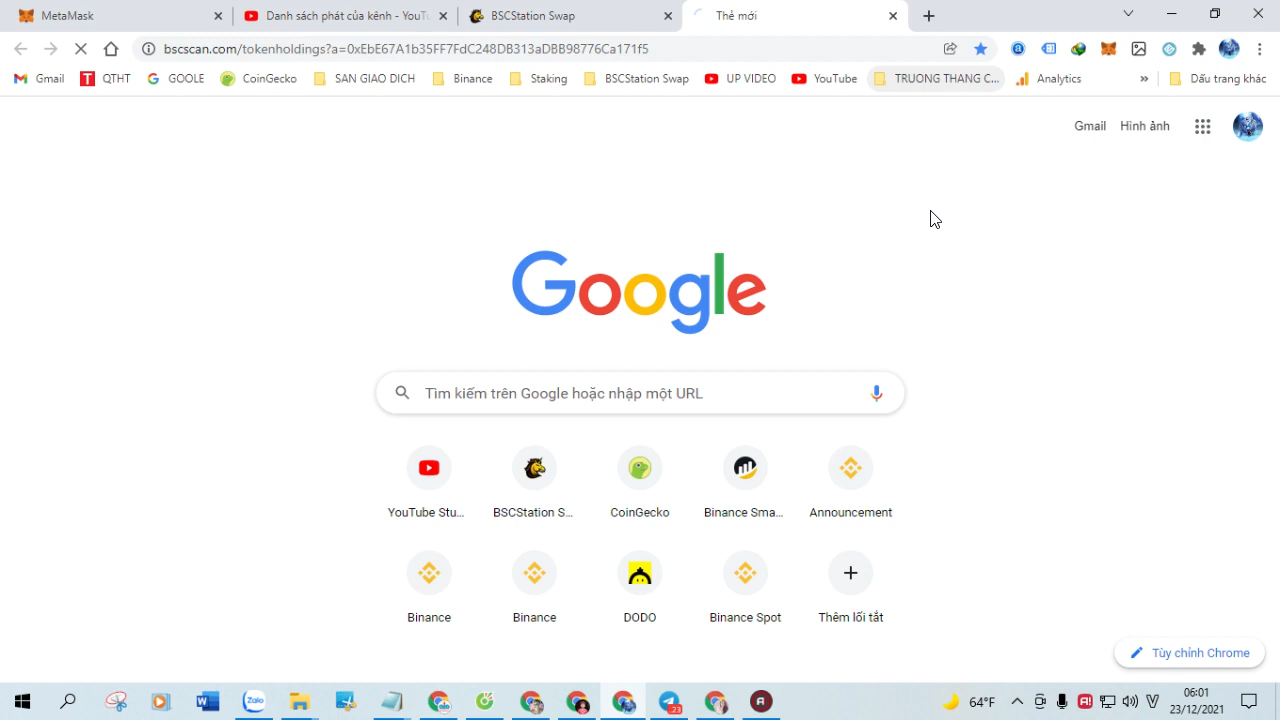 MetaMask
Danh sách phát của kênh - YouTu
BSCStation Swap
Thẻ mới
bscscan.com/tokenholdings?a=0xEbE67A1b35FF7FdC248DB313aDBB98776Ca171f5
Gmail
QTHT
GOOLE
CoinGecko
SAN GIAO DICH
Binance
Staking
BSCStation Swap
UP VIDEO
YouTube
TRUONG THANG C...
Analytics
»
Dấu trang khác
Gmail
Hình ảnh
Google
Tìm kiếm trên Google hoặc nhập một URL
YouTube Stu...
BSCStation S...
CoinGecko
Binance Sma...
Announcement
Binance
Binance
DODO
Binance Spot
Thêm lối tắt
Tùy chỉnh Chrome
Zalo
23
64°F
06:01
23/12/2021